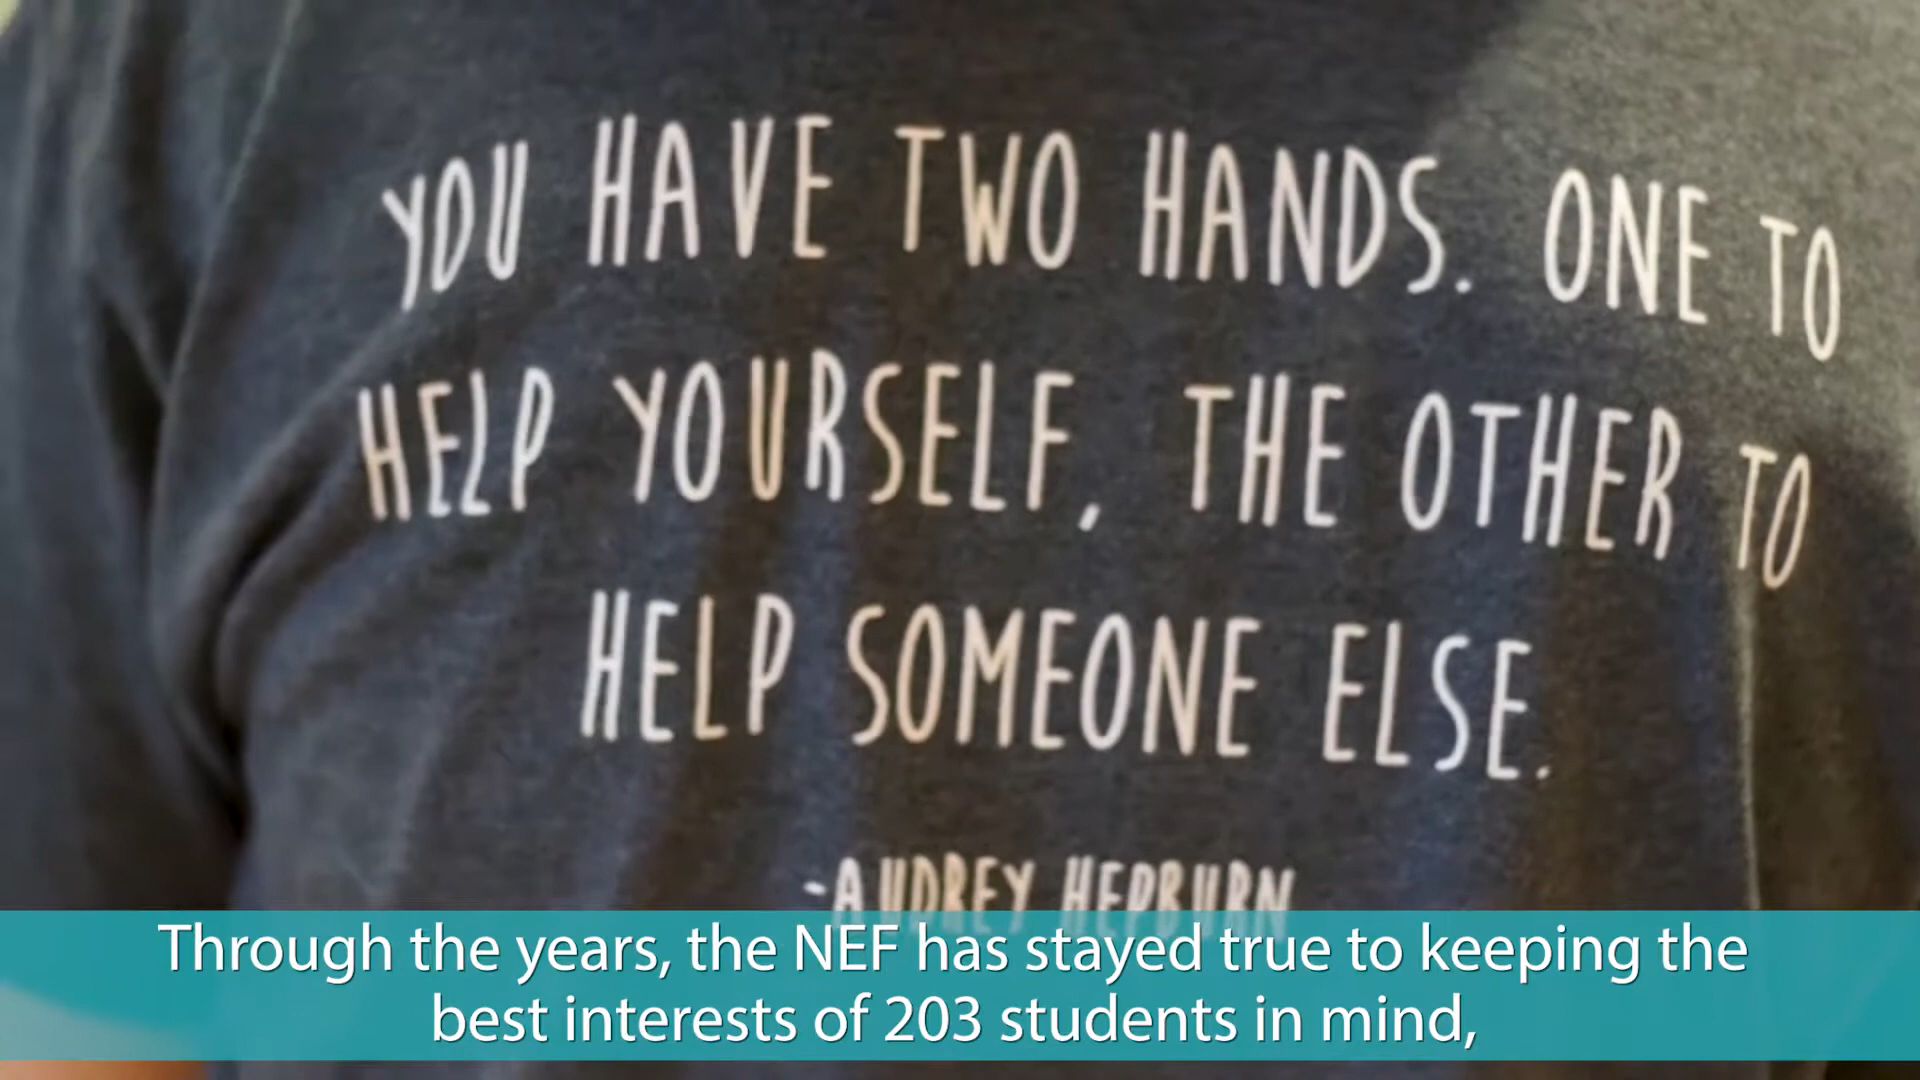 YOU HAVE TWO HANDS. ONE TO
HELP YOURSELF, THE OTHER TO
HELP SOMEONE ELSE.
-AUDREY HEPBURN
Through the years, the NEF has stayed true to keeping the
best interests of 203 students in mind,